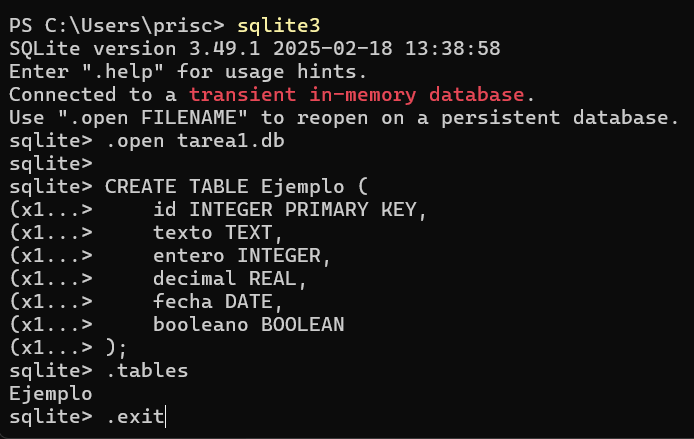 PS C:\Users\prisc> sqlite3
SQLite version 3.49.1 2025-02-18 13:38:58
Enter ".help" for usage hints.
Connected to a transient in-memory database.
Use ".open FILENAME" to reopen on a persistent database.
sqlite> .open tarea1.db
sqlite>
sqlite> CREATE TABLE Ejemplo (
(x1...>     id INTEGER PRIMARY KEY,
(x1...>     texto TEXT,
(x1...>     entero INTEGER,
(x1...>     decimal REAL,
(x1...>     fecha DATE,
(x1...>     booleano BOOLEAN
(x1...> );
sqlite> .tables
Ejemplo
sqlite> .exit